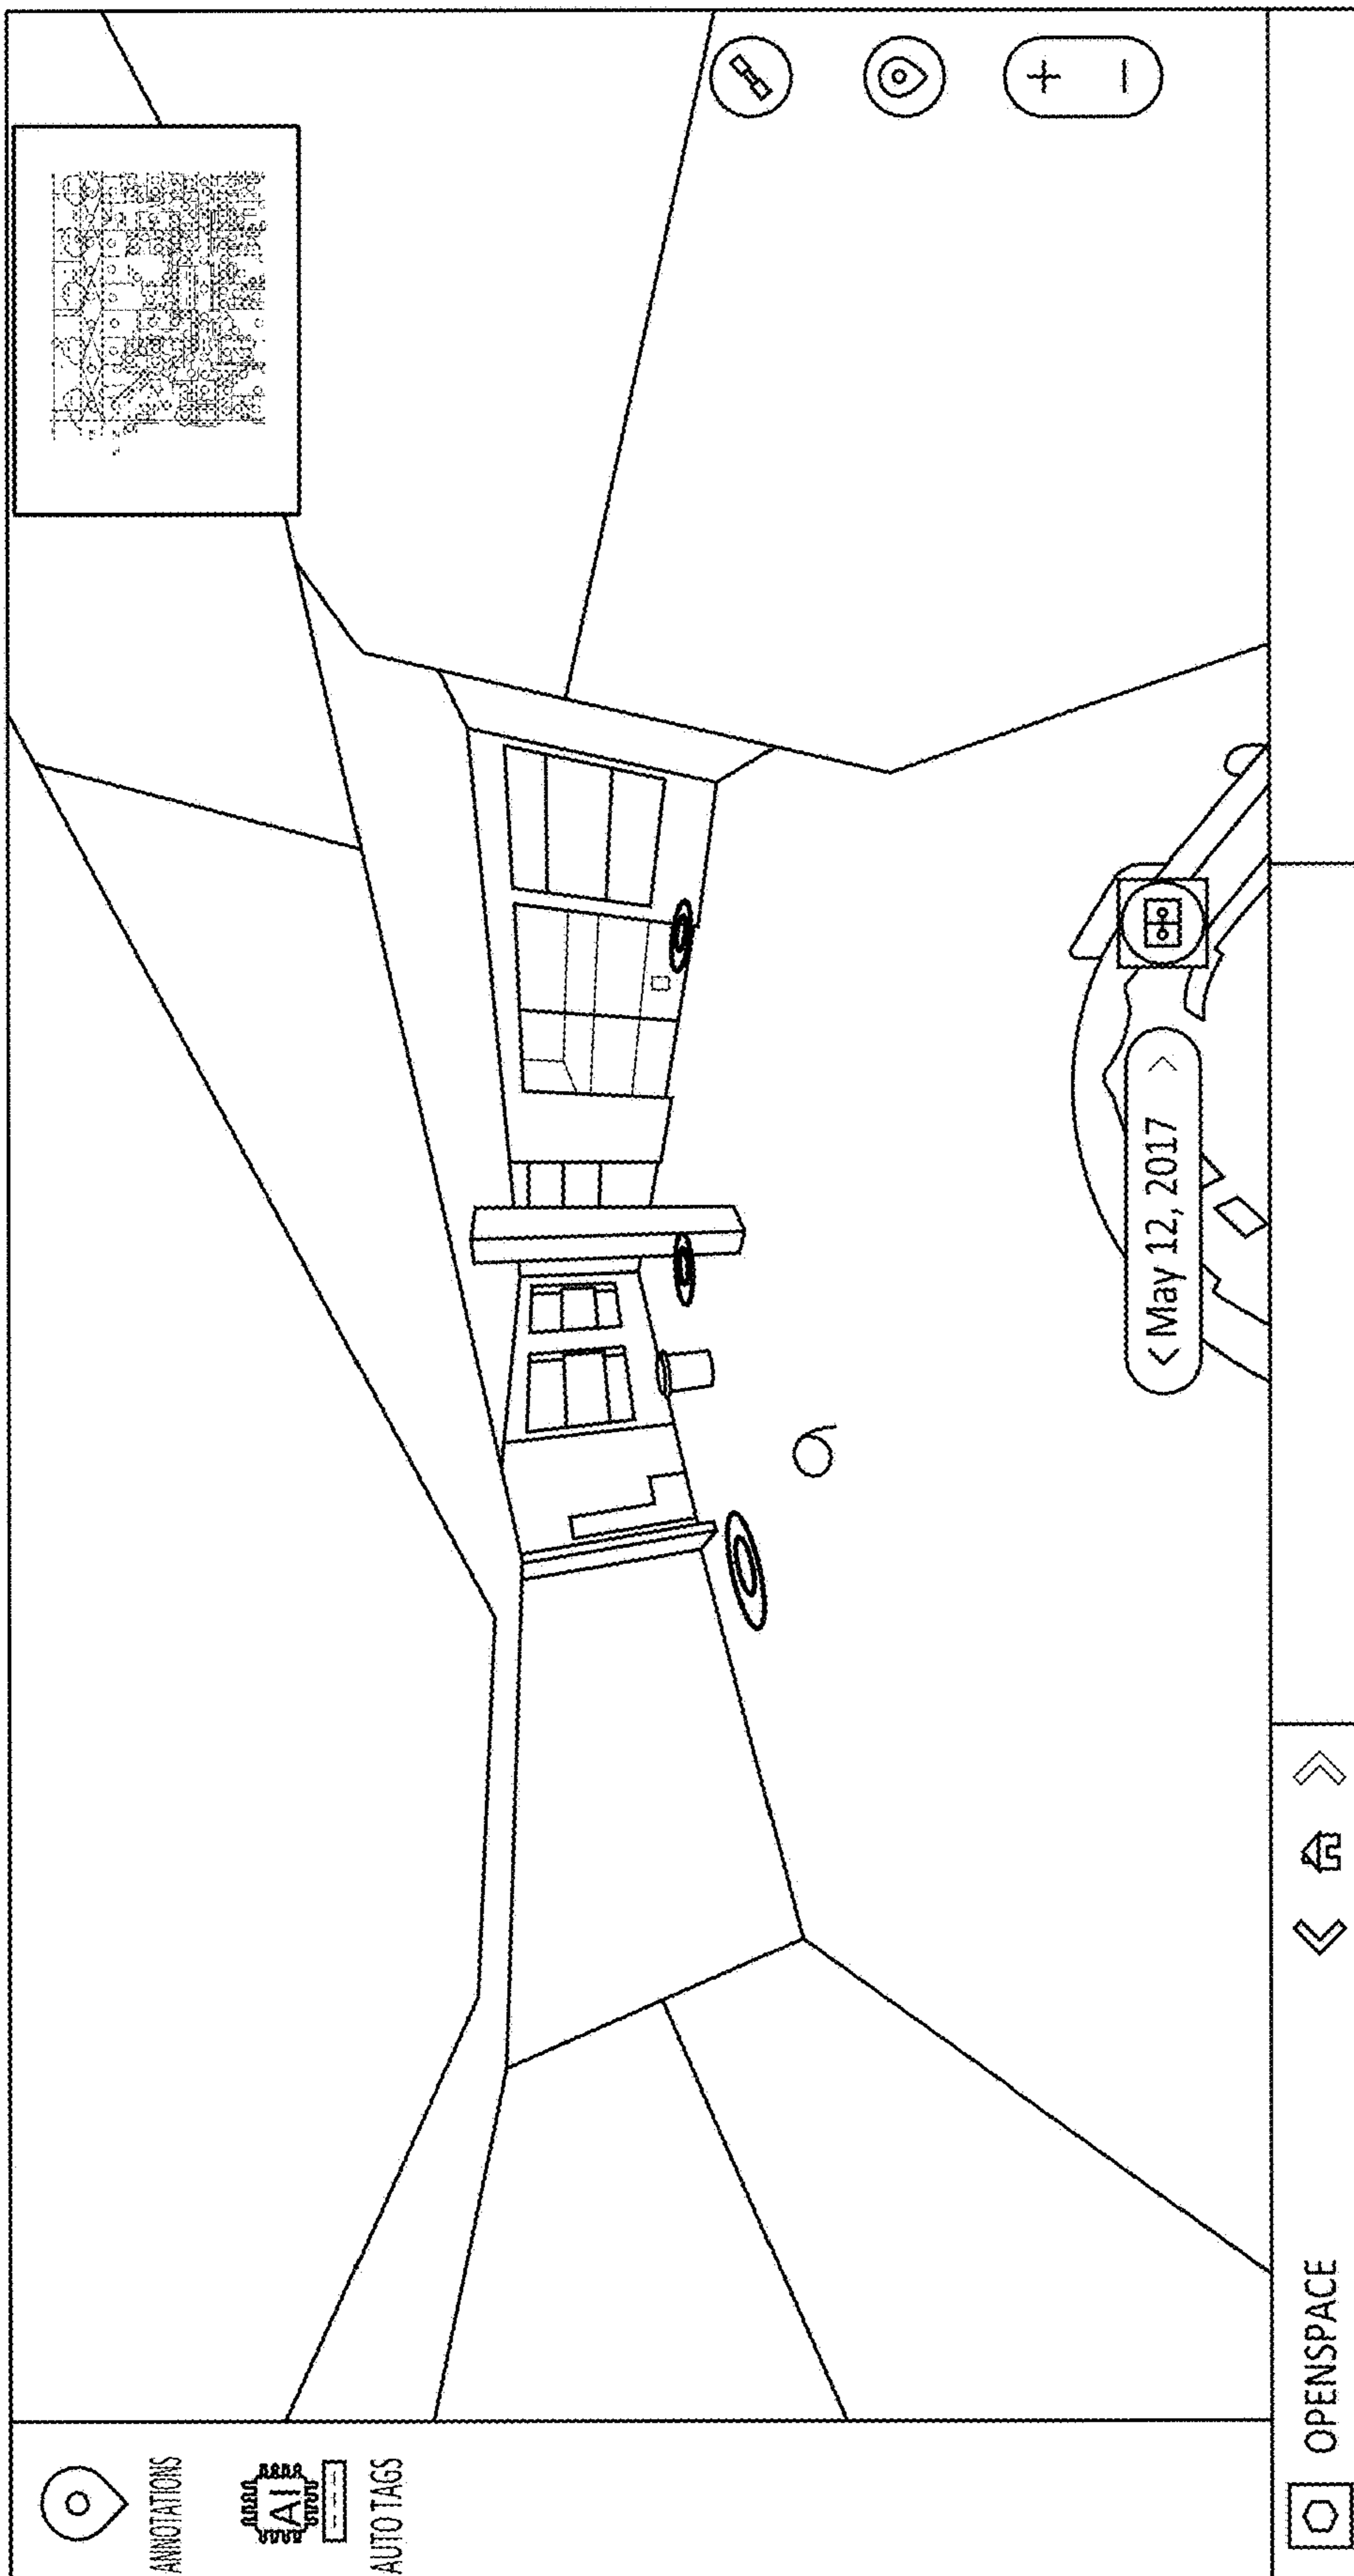 ANNOTATIONS
AI
AUTO TAGS
< May 12, 2017 >
OPENSPACE